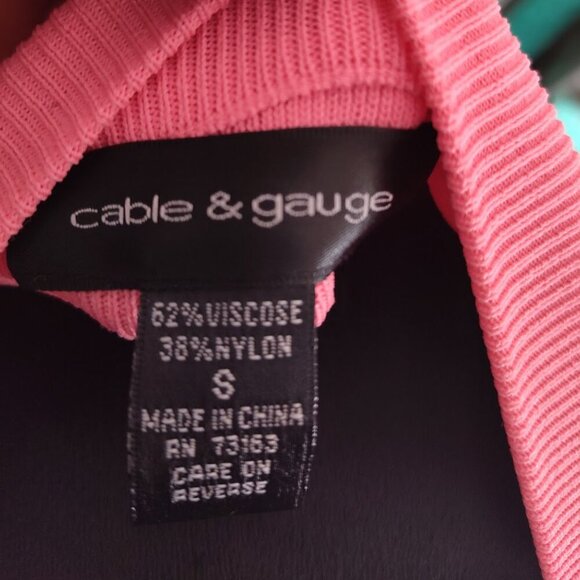 cable & gauge
62%VISCOSE
38%NYLON
S
MADE IN CHINA
RN 73163
CARE ON
REVERSE